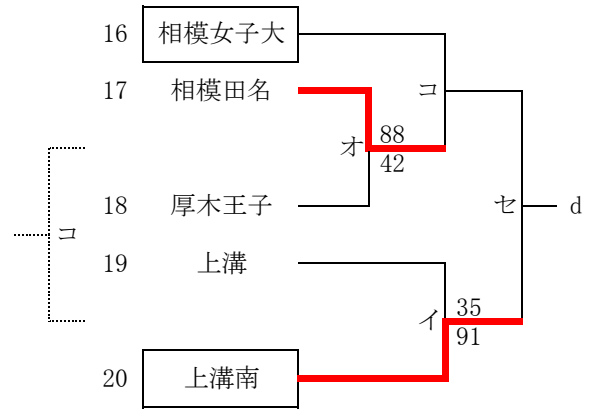 16 相模女子大
17 相模田名
コ
オ 88
42
18 厚木王子
セ d
コ
19 上溝
イ 35
91
20 上溝南